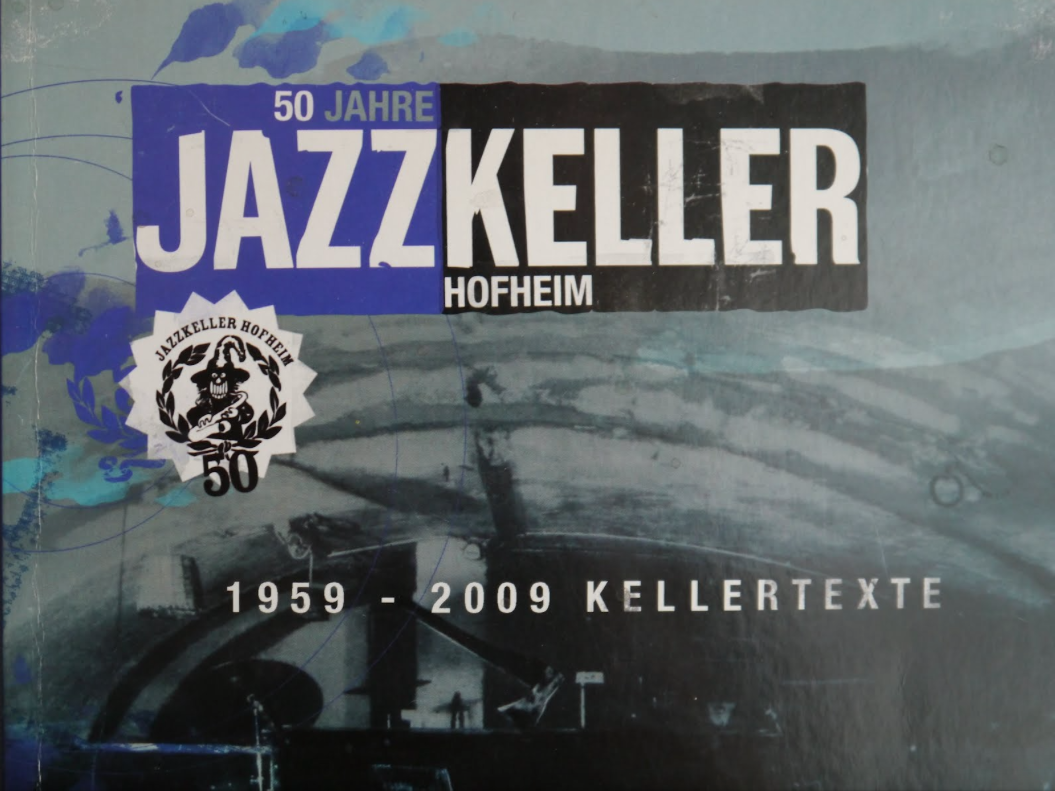 50 JAHRE
JAZZKELLER
HOFHEIM
JAZZKELLER HOFHEIM
50
1959 - 2009 KELLERTEXTE